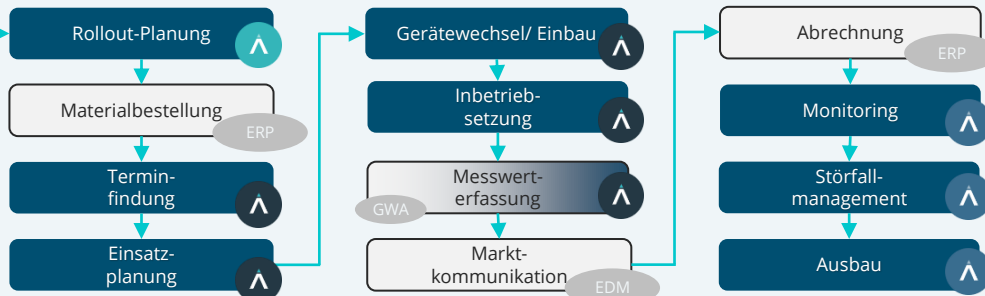 Rollout-Planung
Materialbestellung
ERP
Termin-
findung
Einsatz-
planung
Gerätewechsel/ Einbau
Inbetrieb-
setzung
Messwert-
erfassung
GWA
Markt-
kommunikation
EDM
Abrechnung
ERP
Monitoring
Störfall-
management
Ausbau